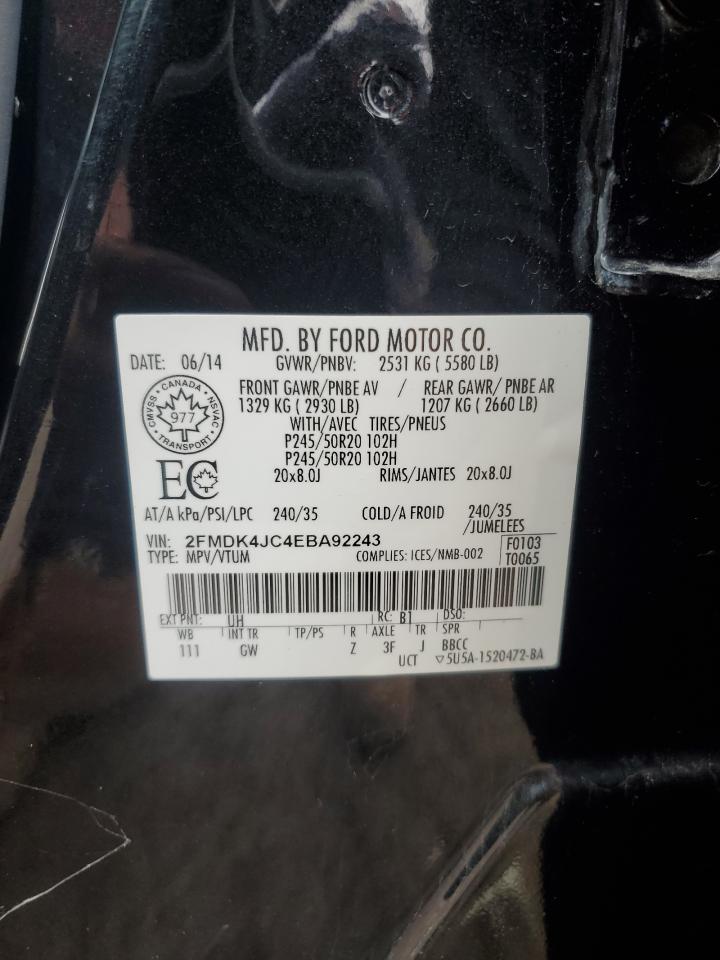 MFD. BY FORD MOTOR CO.
DATE: 06/14 GVWR/PNBV: 2531 KG ( 5580 LB)
FRONT GAWR/PNBE AV / REAR GAWR/ PNBE AR
1329 KG ( 2930 LB) 1207 KG ( 2660 LB)
WITH/AVEC TIRES/PNEUS
P245/50R20 102H
P245/50R20 102H
20x8.0J RIMS/JANTES 20x8.0J
CMVSS • CANADA • NSVAC • TRANSPORT •
977
EC
AT/A kPa/PSI/LPC 240/35 COLD/A FROID 240/35
/JUMELEES
VIN: 2FMDK4JC4EBA92243 F0103
TYPE: MPV/VTUM COMPLIES: ICES/NMB-002 T0065
EXT PNT: UH RC: B1 DSO:
WB INT TR TP/PS R AXLE TR SPR
111 GW Z 3F J BBCC
UCT ▽5U5A-1520472-BA